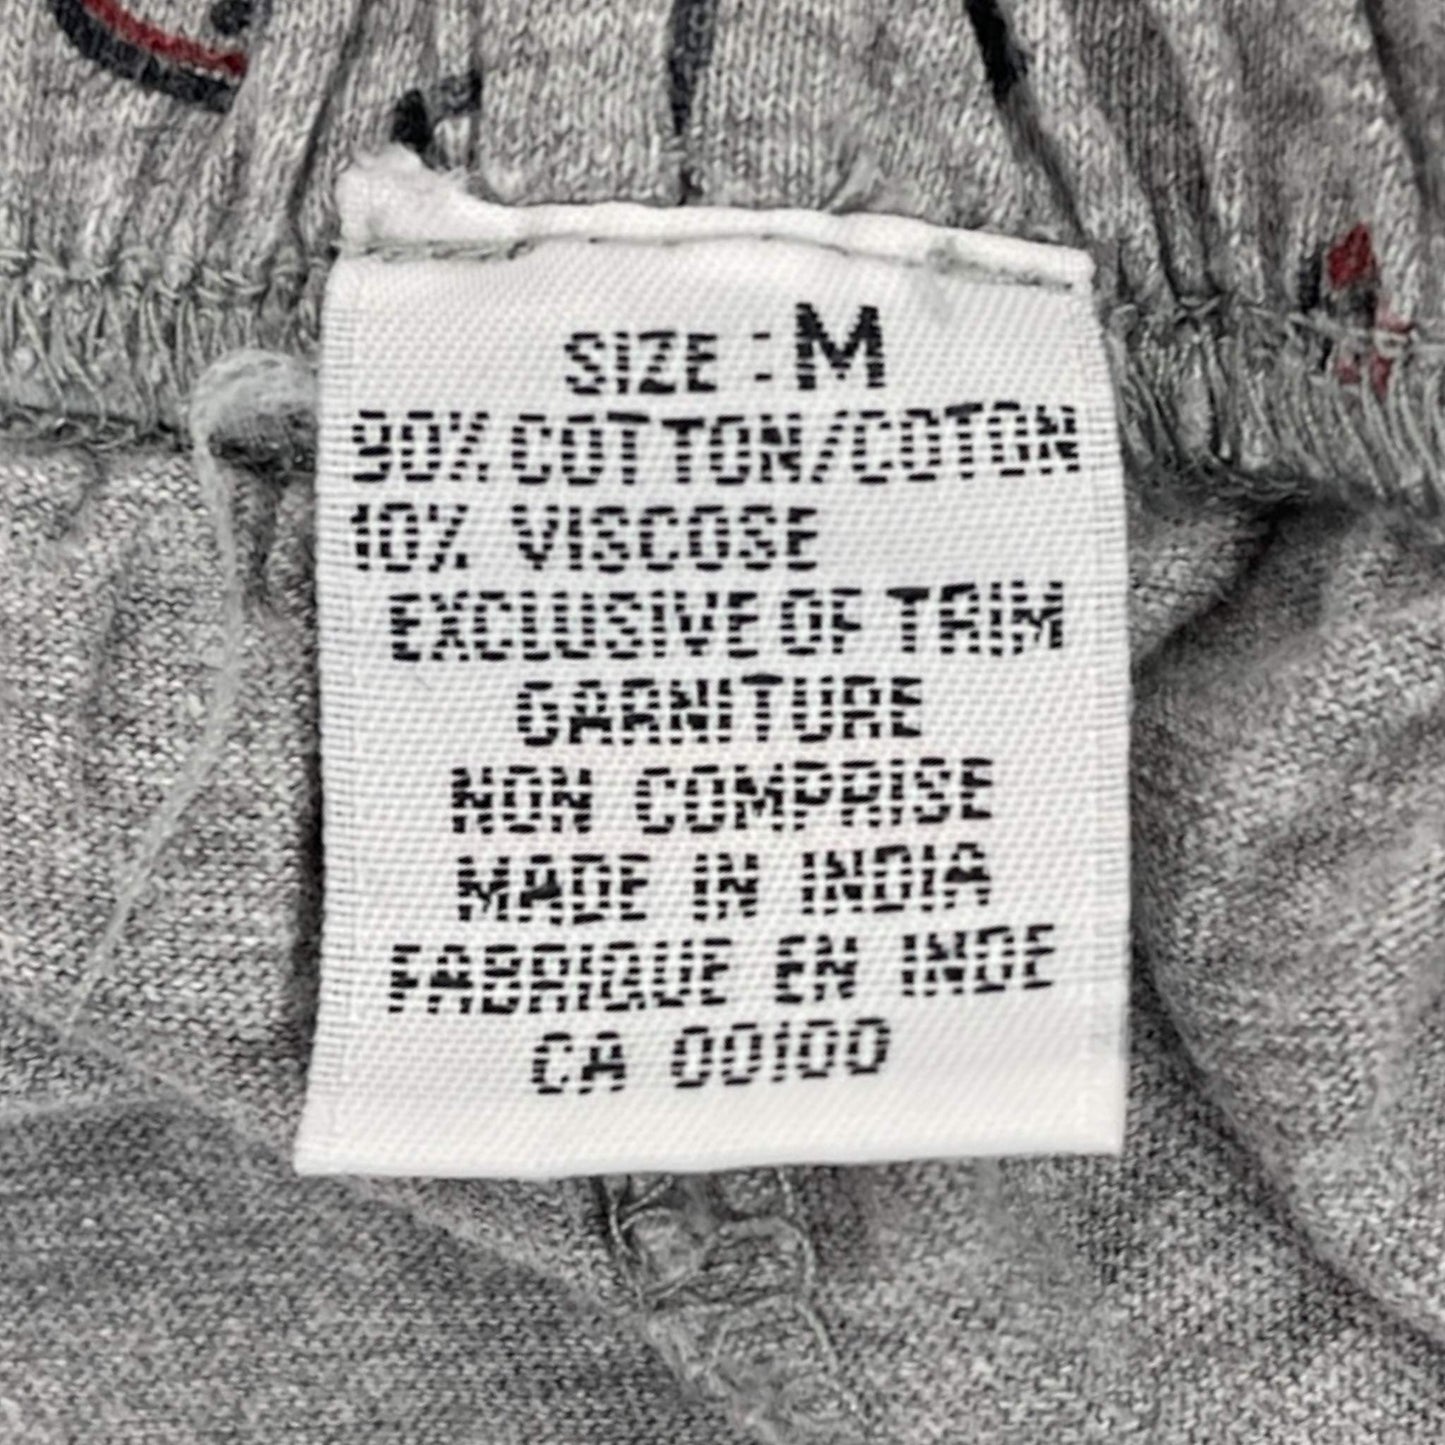 SIZE : M
90% COTTON/COTON
10% VISCOSE
EXCLUSIVE OF TRIM
GARNITURE
NON COMPRISE
MADE IN INDIA
FABRIQUE EN INDE
CA 00100